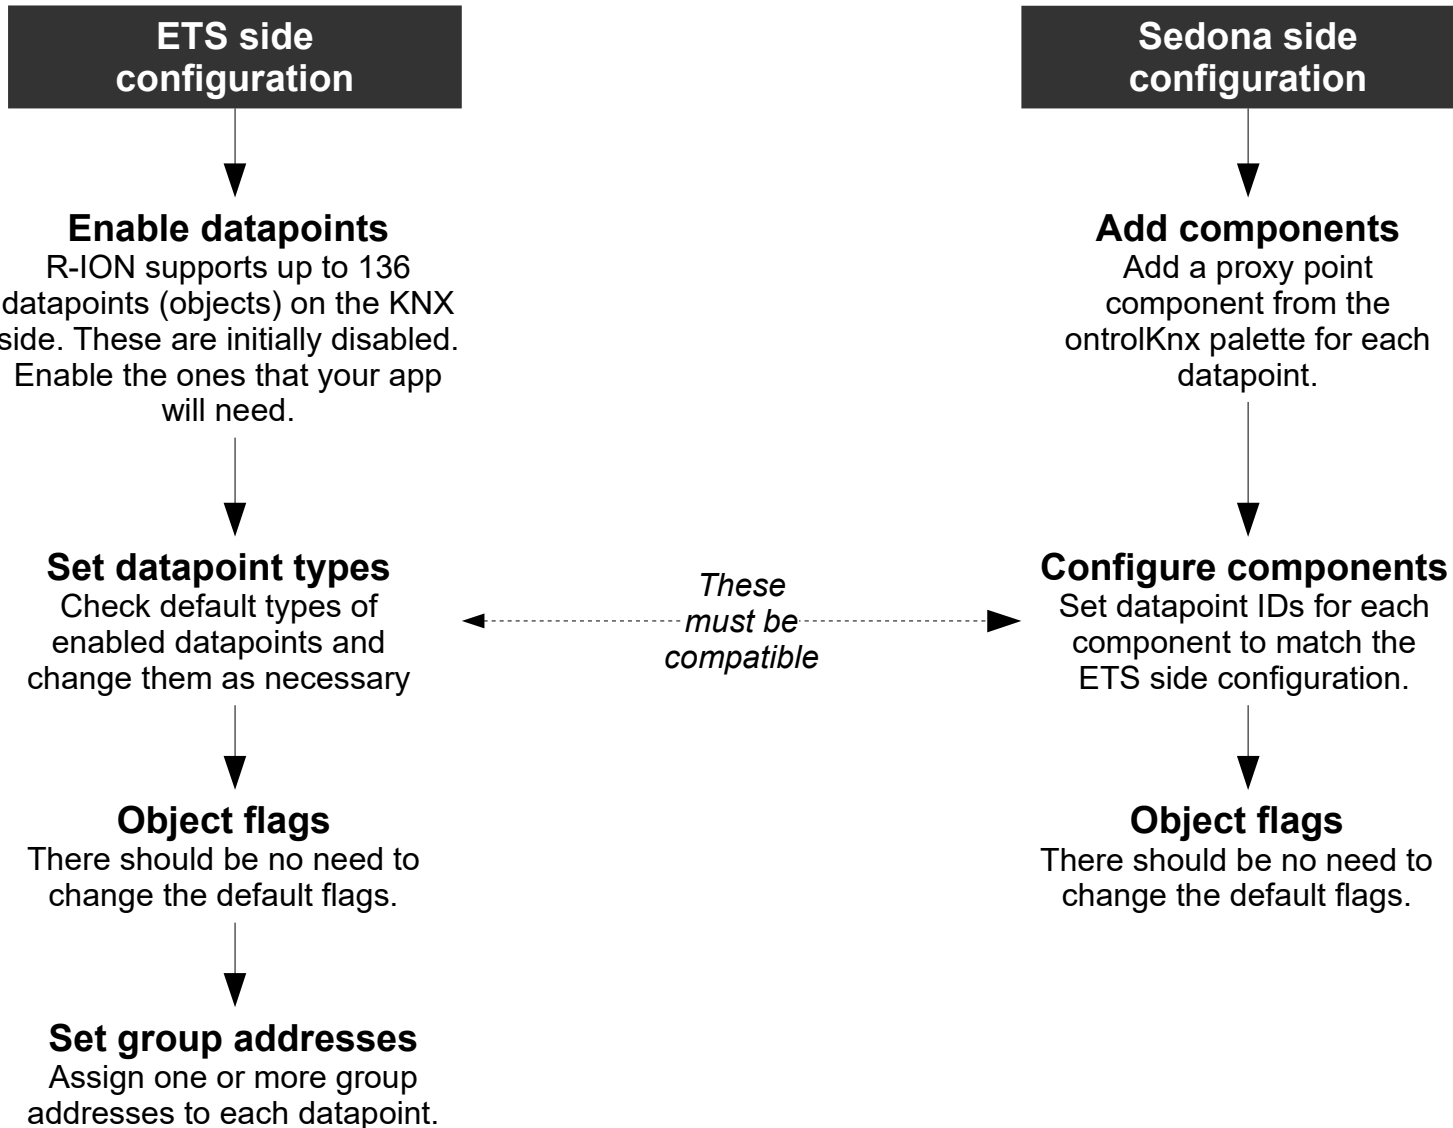 ETS side
configuration
Enable datapoints
R-ION supports up to 136
datapoints (objects) on the KNX
side. These are initially disabled.
Enable the ones that your app
will need.
Set datapoint types
Check default types of
enabled datapoints and
change them as necessary
Object flags
There should be no need to
change the default flags.
Set group addresses
Assign one or more group
addresses to each datapoint.
These
must be
compatible
Sedona side
configuration
Add components
Add a proxy point
component from the
ontrolKnx palette for each
datapoint.
Configure components
Set datapoint IDs for each
component to match the
ETS side configuration.
Object flags
There should be no need to
change the default flags.